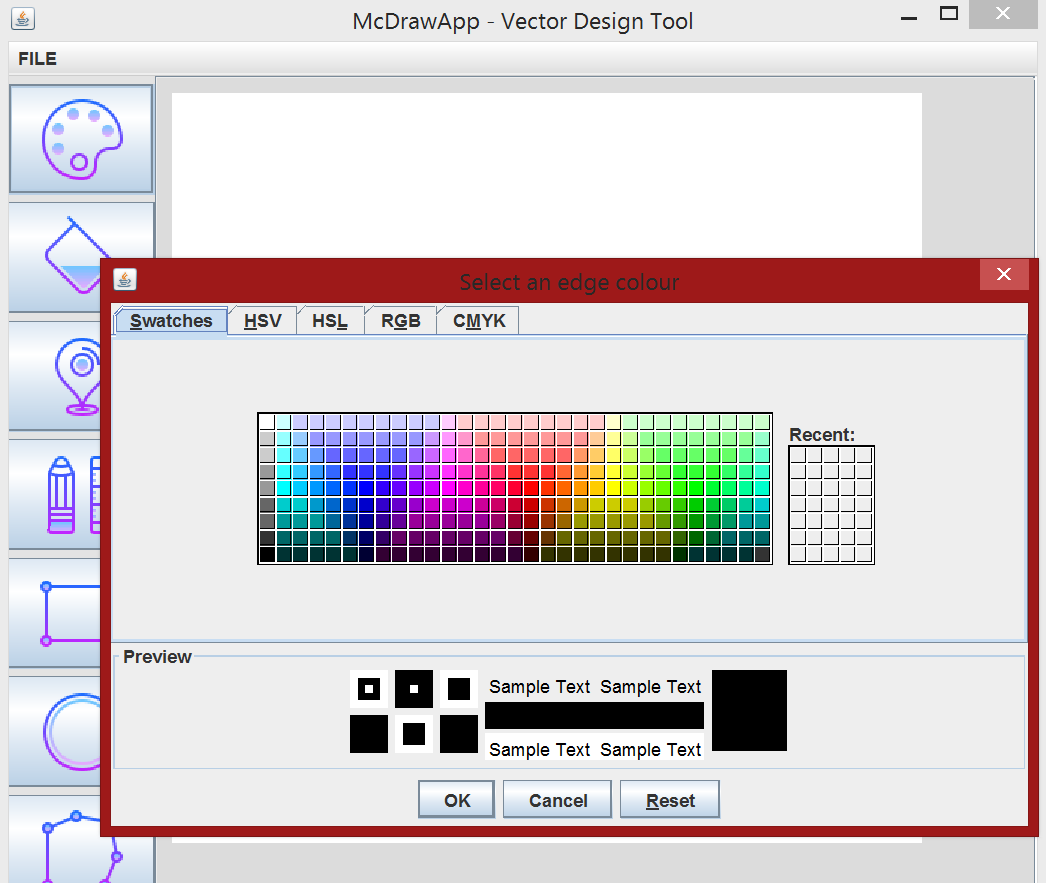 McDrawApp - Vector Design Tool
FILE
Select an edge colour
Swatches HSV HSL RGB CMYK
Recent:
Preview
Sample Text Sample Text
Sample Text Sample Text
OK Cancel Reset